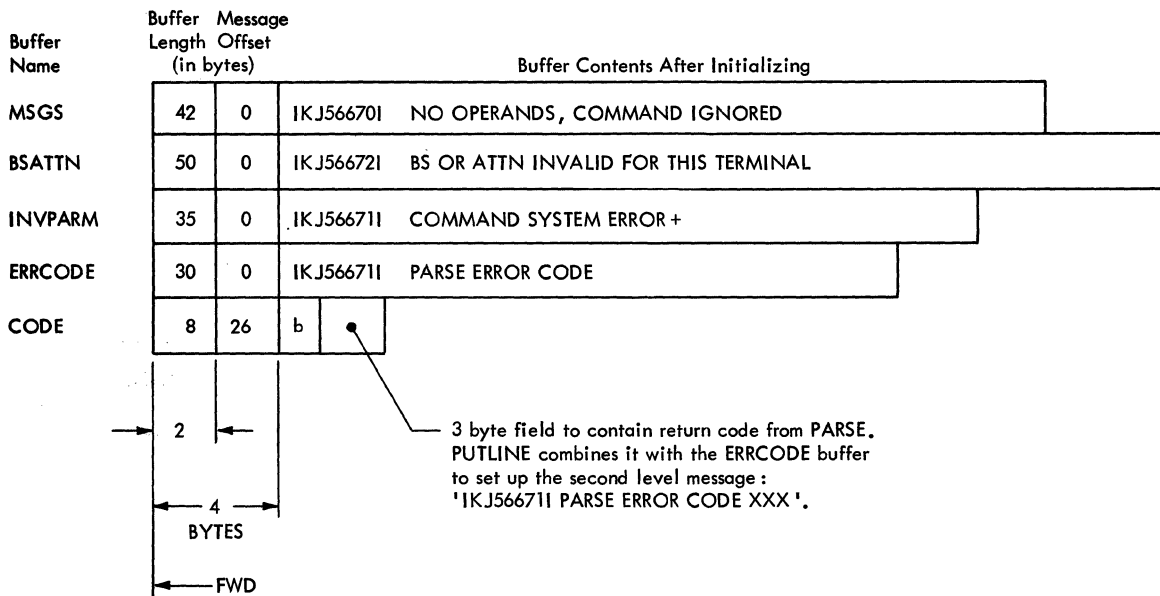 Buffer Message
Buffer Length Offset
Name (in bytes) Buffer Contents After Initializing
MSGS 42 0 IKJ56670I NO OPERANDS, COMMAND IGNORED
BSATTN 50 0 IKJ56672I BS OR ATTN INVALID FOR THIS TERMINAL
INVPARM 35 0 IKJ56671I COMMAND SYSTEM ERROR +
ERRCODE 30 0 IKJ56671I PARSE ERROR CODE
CODE 8 26 b
2
3 byte field to contain return code from PARSE.
PUTLINE combines it with the ERRCODE buffer
to set up the second level message :
'IKJ56671I PARSE ERROR CODE XXX '.
4
BYTES
FWD